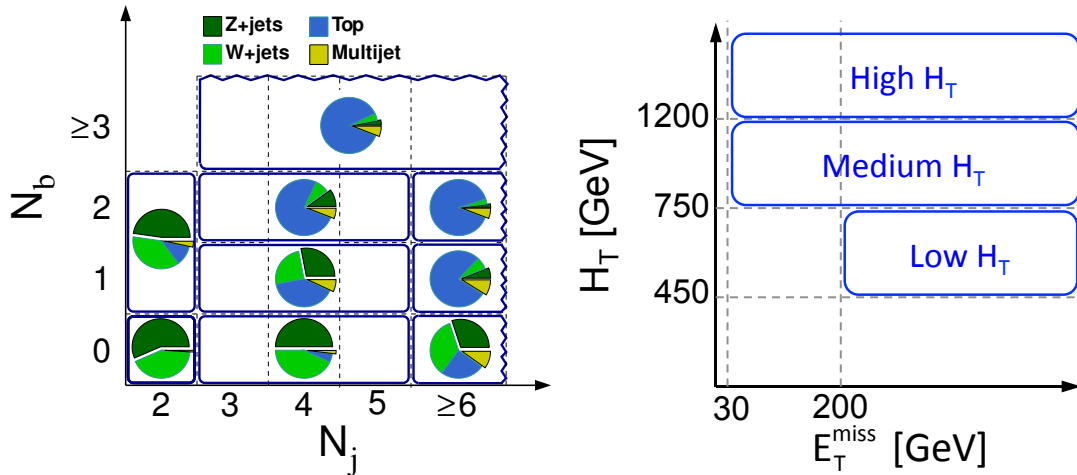 Z+jets Top
W+jets Multijet
≥3
2
1
0
N_b
2 3 4 5 ≥6
N_j
High H_T
1200
Medium H_T
750
Low H_T
450
H_T [GeV]
30 200
E_T^miss [GeV]